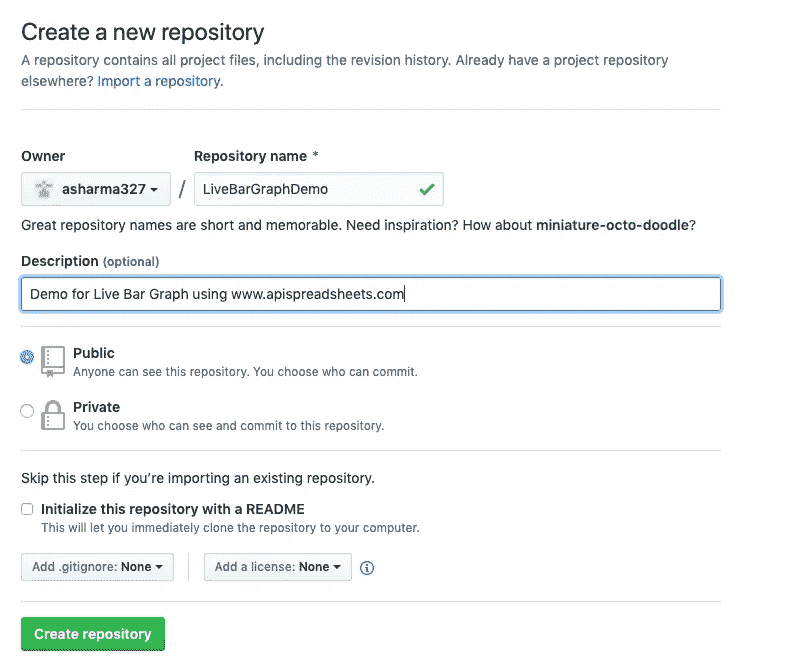 Create a new repository
A repository contains all project files, including the revision history. Already have a project repository
elsewhere? Import a repository.
Owner
Repository name *
asharma327
/
LiveBarGraphDemo
Great repository names are short and memorable. Need inspiration? How about miniature-octo-doodle?
Description (optional)
Demo for Live Bar Graph using www.apispreadsheets.com
Public
Anyone can see this repository. You choose who can commit.
Private
You choose who can see and commit to this repository.
Skip this step if you’re importing an existing repository.
Initialize this repository with a README
This will let you immediately clone the repository to your computer.
Add .gitignore: None
Add a license: None
Create repository